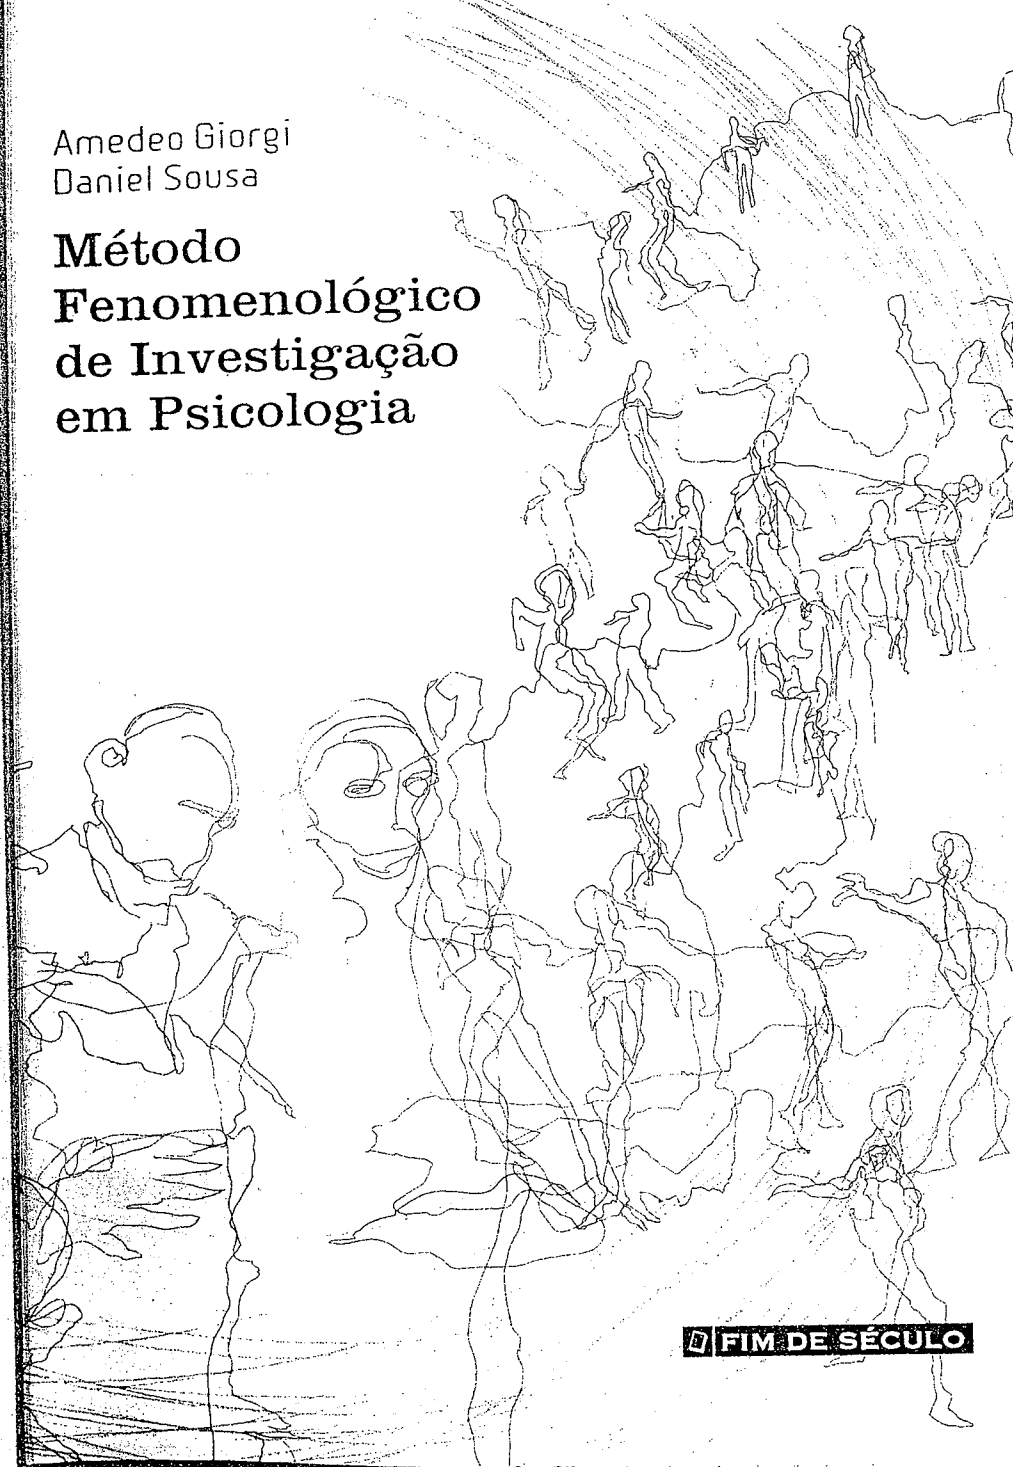 Amedeo Giorgi
Daniel Sousa
Método
Fenomenológico
de Investigação
em Psicologia
FIM DE SÉCULO